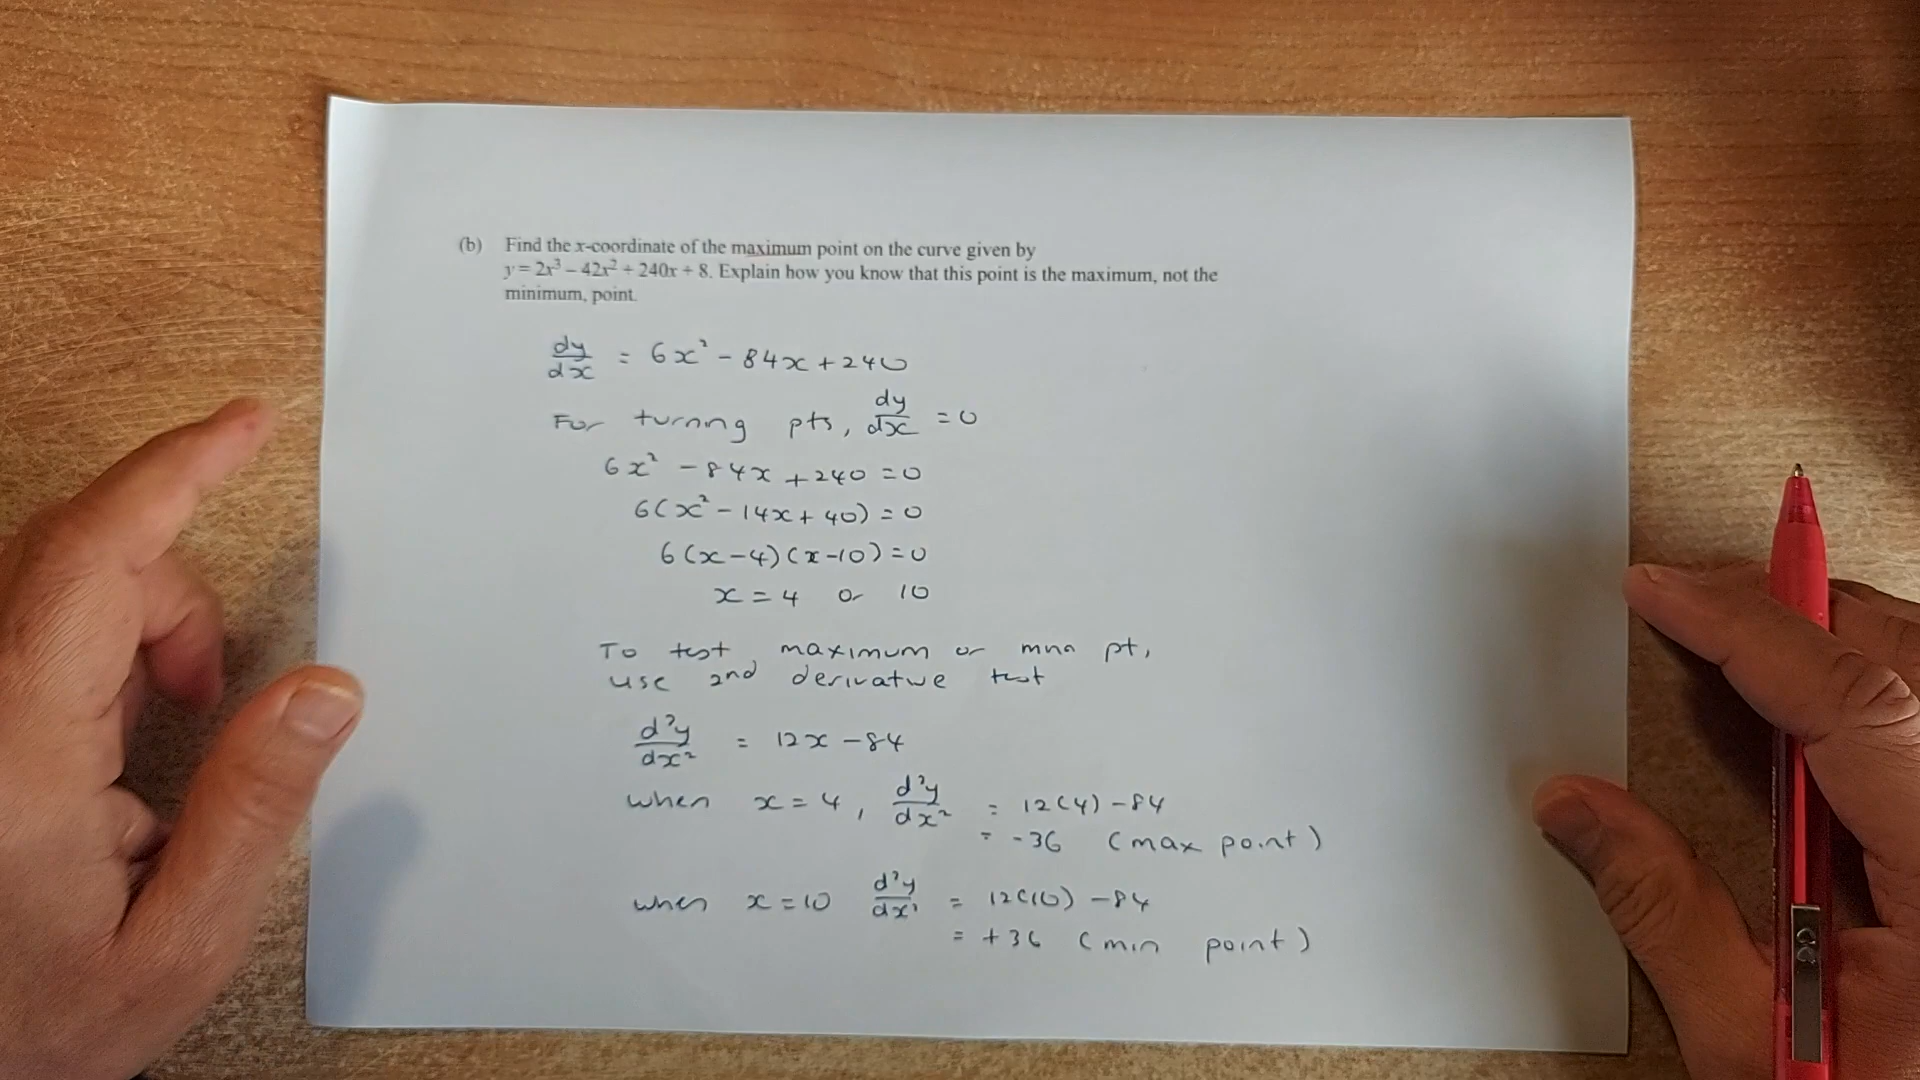 (b) Find the x-coordinate of the maximum point on the curve given by
y = 2x³ – 42x² + 240x + 8. Explain how you know that this point is the maximum, not the
minimum, point.
dy/dx = 6x² - 84x + 240
For turning pts, dy/dx = 0
6x² - 84x + 240 = 0
6(x² - 14x + 40) = 0
6(x-4)(x-10) = 0
x = 4 or 10
To test maximum or mnn pt,
use 2nd derivative test
d²y/dx² = 12x - 84
when x = 4, d²y/dx² = 12(4) - 84
= -36 (max point)
when x = 10 d²y/dx² = 12(10) - 84
= +36 (min point)